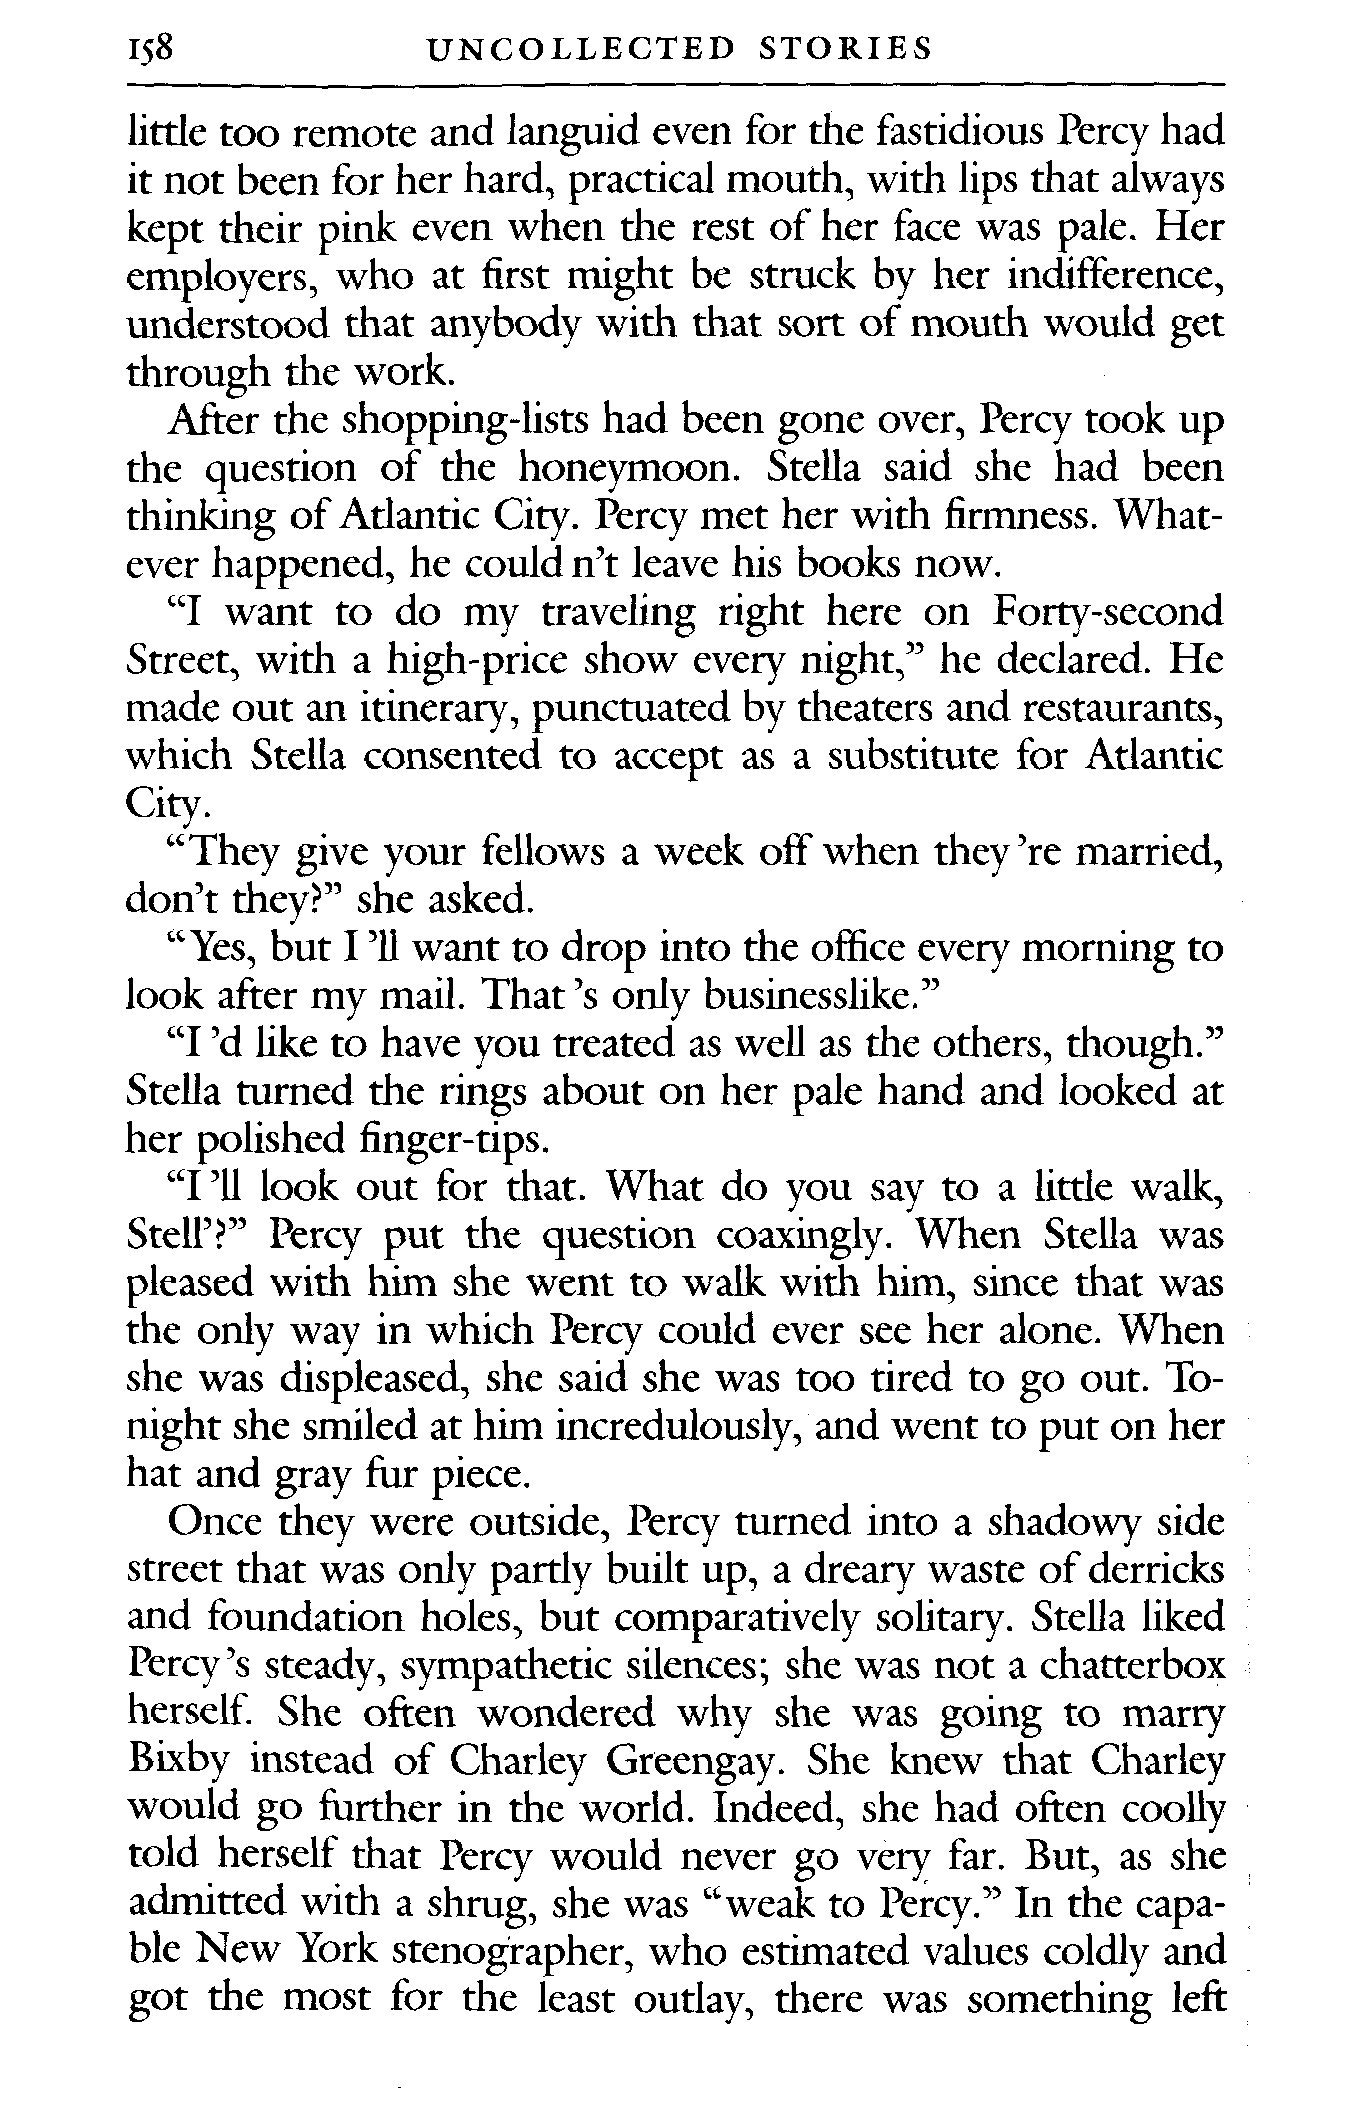 158 UNCOLLECTED STORIES
little too remote and languid even for the fastidious Percy had
it not been for her hard, practical mouth, with lips that always
kept their pink even when the rest of her face was pale. Her
employers, who at first might be struck by her indifference,
understood that anybody with that sort of mouth would get
through the work.
After the shopping-lists had been gone over, Percy took up
the question of the honeymoon. Stella said she had been
thinking of Atlantic City. Percy met her with firmness. What-
ever happened, he could n't leave his books now.
"I want to do my traveling right here on Forty-second
Street, with a high-price show every night," he declared. He
made out an itinerary, punctuated by theaters and restaurants,
which Stella consented to accept as a substitute for Atlantic
City.
"They give your fellows a week off when they 're married,
don't they?" she asked.
"Yes, but I 'll want to drop into the office every morning to
look after my mail. That 's only businesslike."
"I 'd like to have you treated as well as the others, though."
Stella turned the rings about on her pale hand and looked at
her polished finger-tips.
"I 'll look out for that. What do you say to a little walk,
Stell'?" Percy put the question coaxingly. When Stella was
pleased with him she went to walk with him, since that was
the only way in which Percy could ever see her alone. When
she was displeased, she said she was too tired to go out. To-
night she smiled at him incredulously, and went to put on her
hat and gray fur piece.
Once they were outside, Percy turned into a shadowy side
street that was only partly built up, a dreary waste of derricks
and foundation holes, but comparatively solitary. Stella liked
Percy 's steady, sympathetic silences; she was not a chatterbox
herself. She often wondered why she was going to marry
Bixby instead of Charley Greengay. She knew that Charley
would go further in the world. Indeed, she had often coolly
told herself that Percy would never go very far. But, as she
admitted with a shrug, she was "weak to Percy." In the capa-
ble New York stenographer, who estimated values coldly and
got the most for the least outlay, there was something left